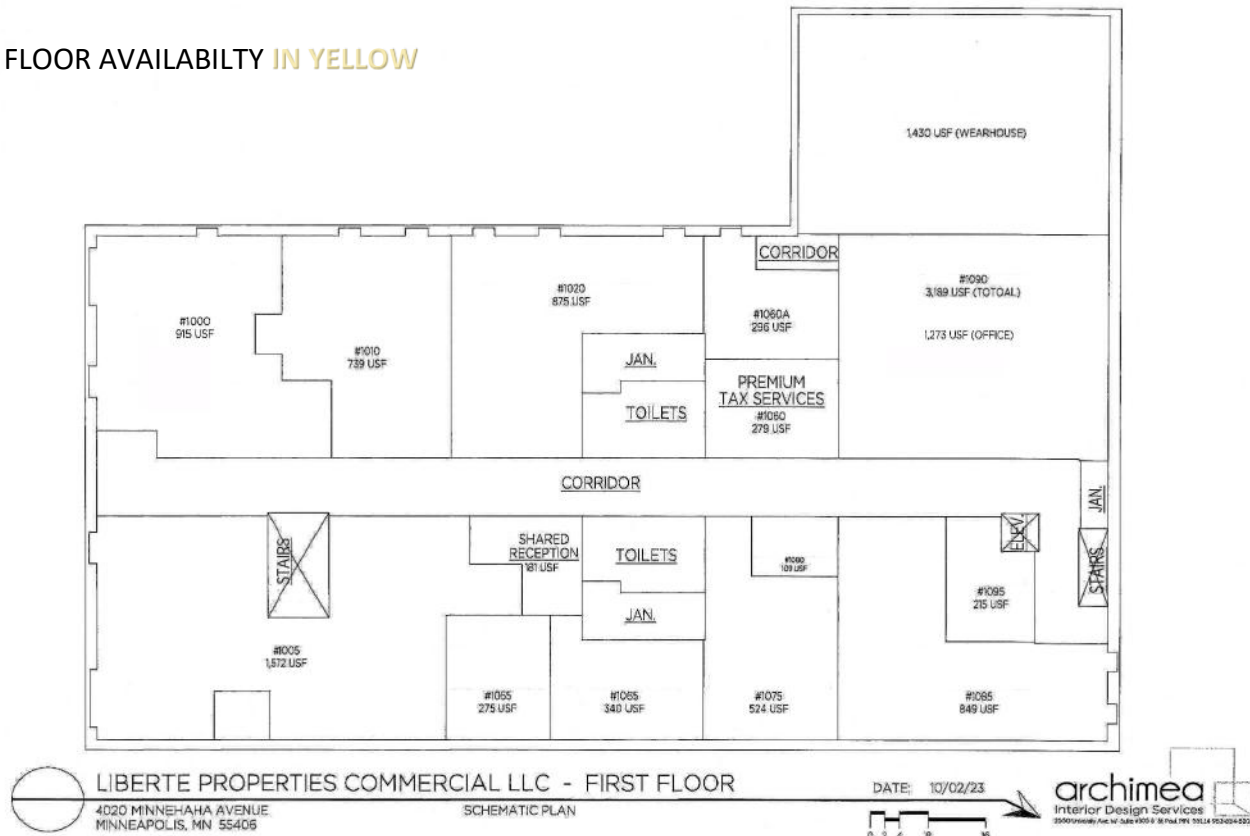 FLOOR AVAILABILTY IN YELLOW
1,430 USF (WEARHOUSE)
CORRIDOR
#1000
915 USF
#1010
739 USF
#1020
875 USF
#1060A
296 USF
#1090
3,189 USF (TOTOAL)
1,273 USF (OFFICE)
JAN.
TOILETS
PREMIUM
TAX SERVICES
#1060
279 USF
CORRIDOR
JAN.
STAIRS
SHARED
RECEPTION
181 USF
TOILETS
JAN.
109 USF
ELEV.
STAIRS
#1095
215 USF
#1005
1,572 USF
275 USF
340 USF
#1075
524 USF
#1085
849 USF
LIBERTE PROPERTIES COMMERCIAL LLC - FIRST FLOOR
4020 MINNEHAHA AVENUE
MINNEAPOLIS, MN 55406
SCHEMATIC PLAN
DATE: 10/02/23
archimea
Interior Design Services